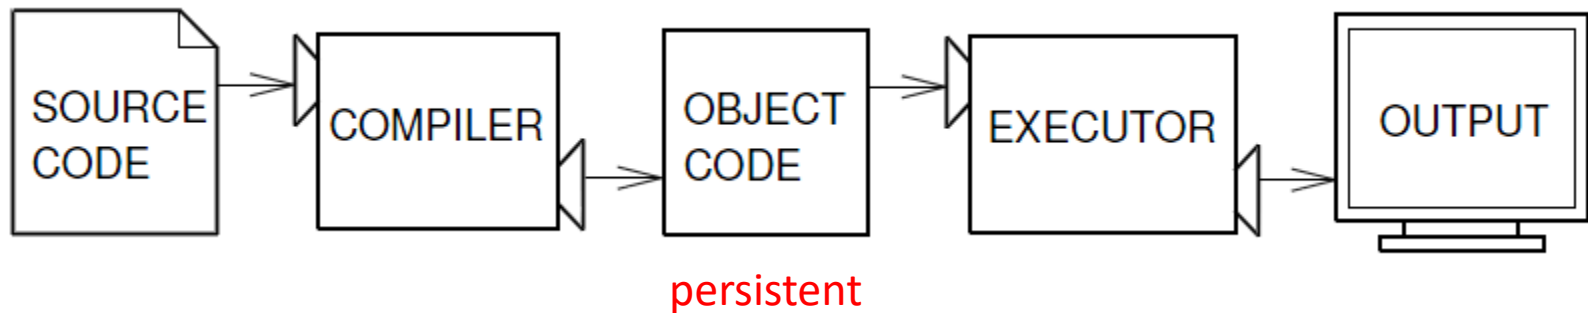 SOURCE
CODE
COMPILER
OBJECT
CODE
EXECUTOR
OUTPUT
persistent